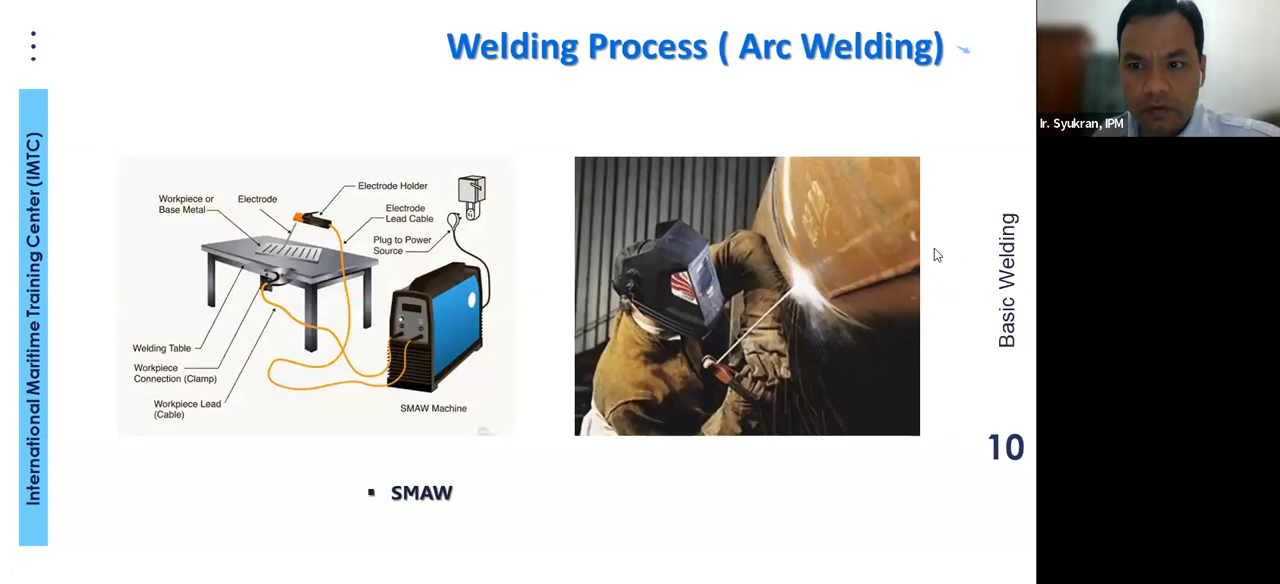 Welding Process ( Arc Welding)
Ir. Syukran, IPM
International Maritime Training Center (IMTC)
Workpiece or
Base Metal
Electrode
Electrode Holder
Electrode
Lead Cable
Plug to Power
Source
Welding Table
Workpiece
Connection (Clamp)
Workpiece Lead
(Cable)
SMAW Machine
Basic Welding
10
▪ SMAW